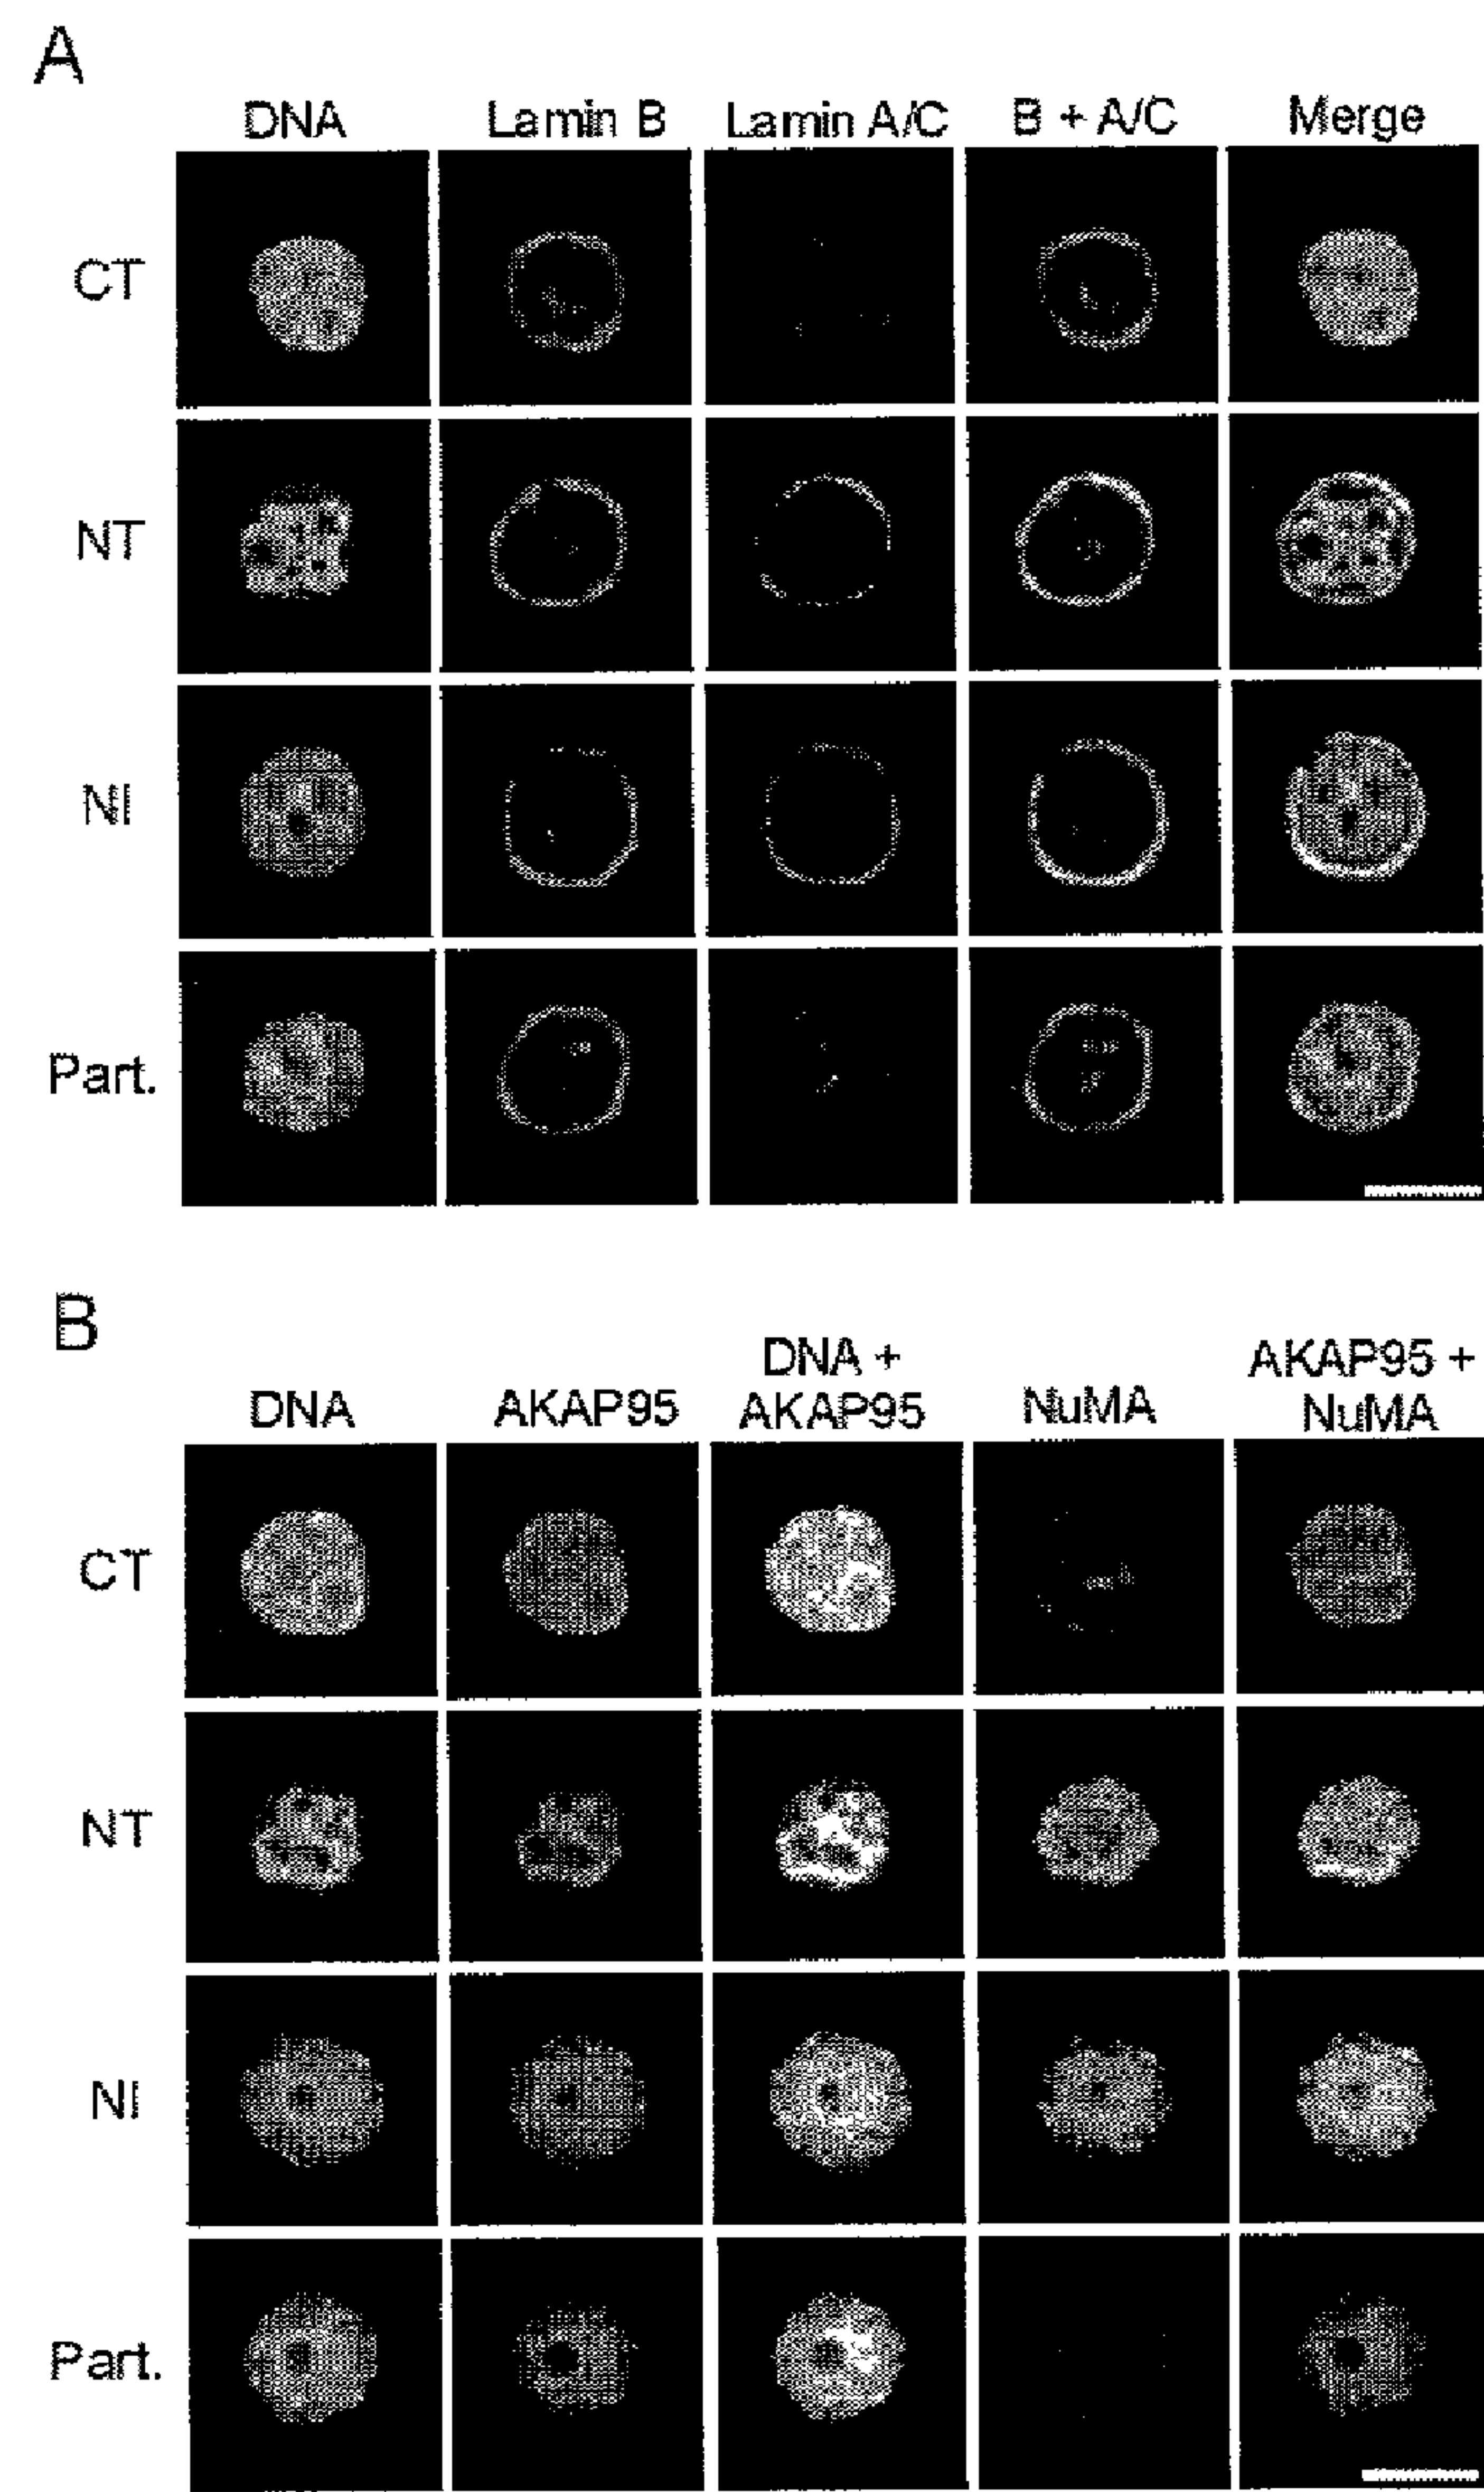 A
DNA Lamin B Lamin A/C B + A/C Merge
CT
NT
NI
Part.
B
DNA AKAP95 DNA + AKAP95 NuMA AKAP95 + NuMA
CT
NT
NI
Part.